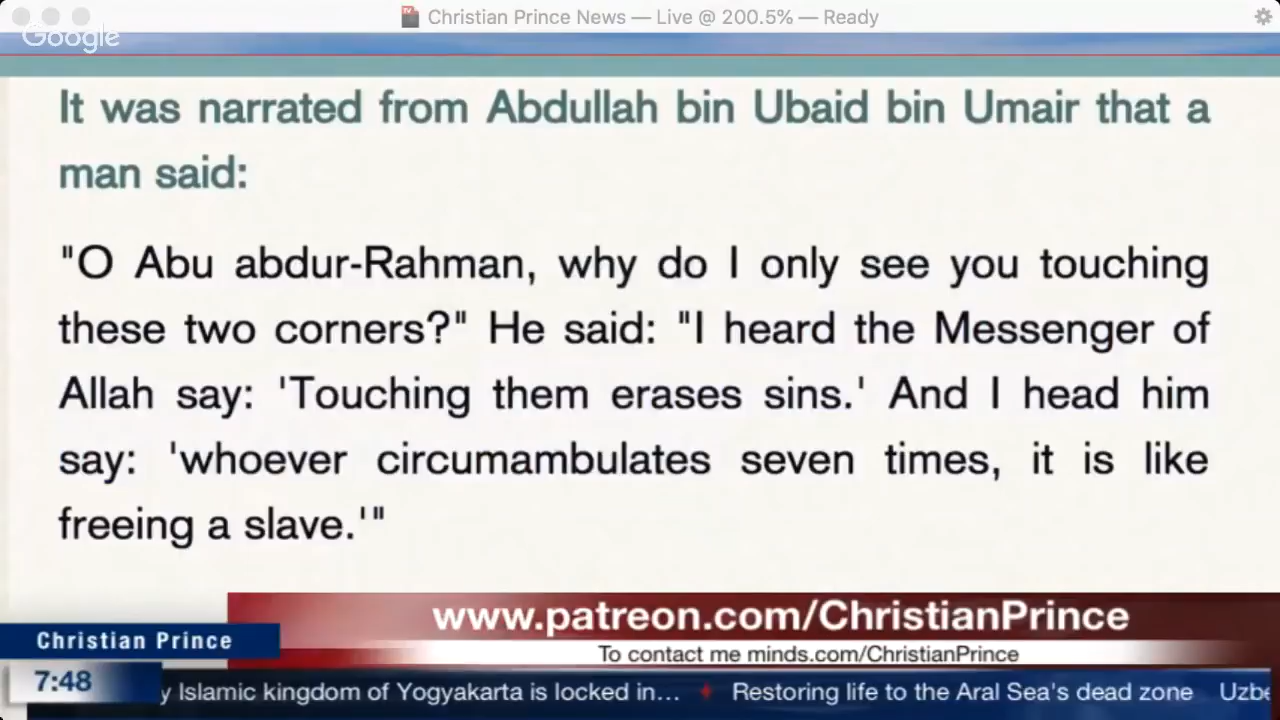 Christian Prince News — Live @ 200.5% — Ready
Google
It was narrated from Abdullah bin Ubaid bin Umair that a
man said:
"O Abu abdur-Rahman, why do I only see you touching
these two corners?" He said: "I heard the Messenger of
Allah say: 'Touching them erases sins.' And I head him
say: 'whoever circumambulates seven times, it is like
freeing a slave.'"
www.patreon.com/ChristianPrince
Christian Prince
To contact me minds.com/ChristianPrince
7:48
y Islamic kingdom of Yogyakarta is locked in... Restoring life to the Aral Sea's dead zone Uzbe